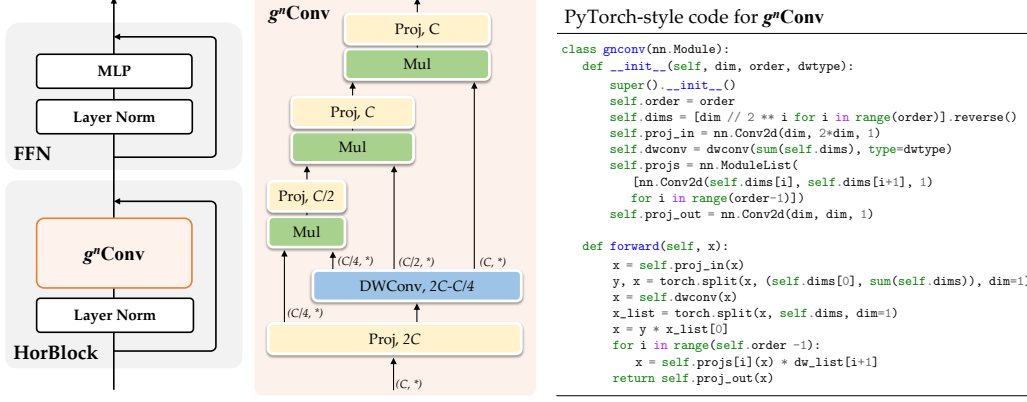 MLP
Layer Norm
FFN
gⁿConv
Layer Norm
HorBlock
gⁿConv
Proj, C
Mul
Proj, C
Mul
Proj, C/2
Mul
(C/4, *)
(C/2, *)
(C, *)
DWConv, 2C-C/4
(C/4, *)
Proj, 2C
(C, *)
PyTorch-style code for gⁿConv
class gnconv(nn.Module):
    def __init__(self, dim, order, dwtype):
        super().__init__()
        self.order = order
        self.dims = [dim // 2 ** i for i in range(order)].reverse()
        self.proj_in = nn.Conv2d(dim, 2*dim, 1)
        self.dwconv = dwconv(sum(self.dims), type=dwtype)
        self.projs = nn.ModuleList(
            [nn.Conv2d(self.dims[i], self.dims[i+1], 1)
            for i in range(order-1)])
        self.proj_out = nn.Conv2d(dim, dim, 1)
    def forward(self, x):
        x = self.proj_in(x)
        y, x = torch.split(x, (self.dims[0], sum(self.dims)), dim=1)
        x = self.dwconv(x)
        x_list = torch.split(x, self.dims, dim=1)
        x = y * x_list[0]
        for i in range(self.order -1):
            x = self.projs[i](x) * dw_list[i+1]
        return self.proj_out(x)